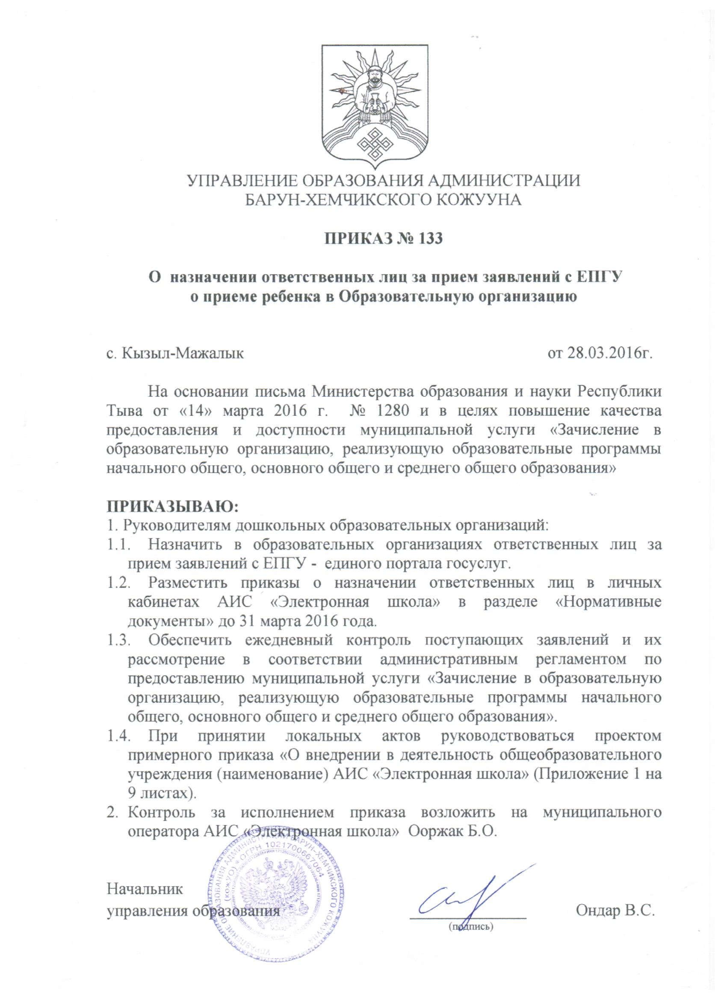 УПРАВЛЕНИЕ ОБРАЗОВАНИЯ АДМИНИСТРАЦИИ
БАРУН-ХЕМЧИКСКОГО КОЖУУНА
ПРИКАЗ № 133
О назначении ответственных лиц за прием заявлений с ЕПГУ
о приеме ребенка в Образовательную организацию
с. Кызыл-Мажалык от 28.03.2016г.
На основании письма Министерства образования и науки Республики
Тыва от «14» марта 2016 г. № 1280 и в целях повышение качества
предоставления и доступности муниципальной услуги «Зачисление в
образовательную организацию, реализующую образовательные программы
начального общего, основного общего и среднего общего образования»
ПРИКАЗЫВАЮ:
1. Руководителям дошкольных образовательных организаций:
1.1. Назначить в образовательных организациях ответственных лиц за
прием заявлений с ЕПГУ - единого портала госуслуг.
1.2. Разместить приказы о назначении ответственных лиц в личных
кабинетах АИС «Электронная школа» в разделе «Нормативные
документы» до 31 марта 2016 года.
1.3. Обеспечить ежедневный контроль поступающих заявлений и их
рассмотрение в соответствии административным регламентом по
предоставлению муниципальной услуги «Зачисление в образовательную
организацию, реализующую образовательные программы начального
общего, основного общего и среднего общего образования».
1.4. При принятии локальных актов руководствоваться проектом
примерного приказа «О внедрении в деятельность общеобразовательного
учреждения (наименование) АИС «Электронная школа» (Приложение 1 на
9 листах).
2. Контроль за исполнением приказа возложить на муниципального
оператора АИС «Электронная школа» Ооржак Б.О.
УПРАВЛЕНИЕ ОБРАЗОВАНИЯ АДМИНИСТРАЦИИ БАРУН-ХЕМЧИКСКОГО КОЖУУНА
(кожУО) * ОГРН 1021700667064
Начальник
управления образования Ондар В.С.
(подпись)